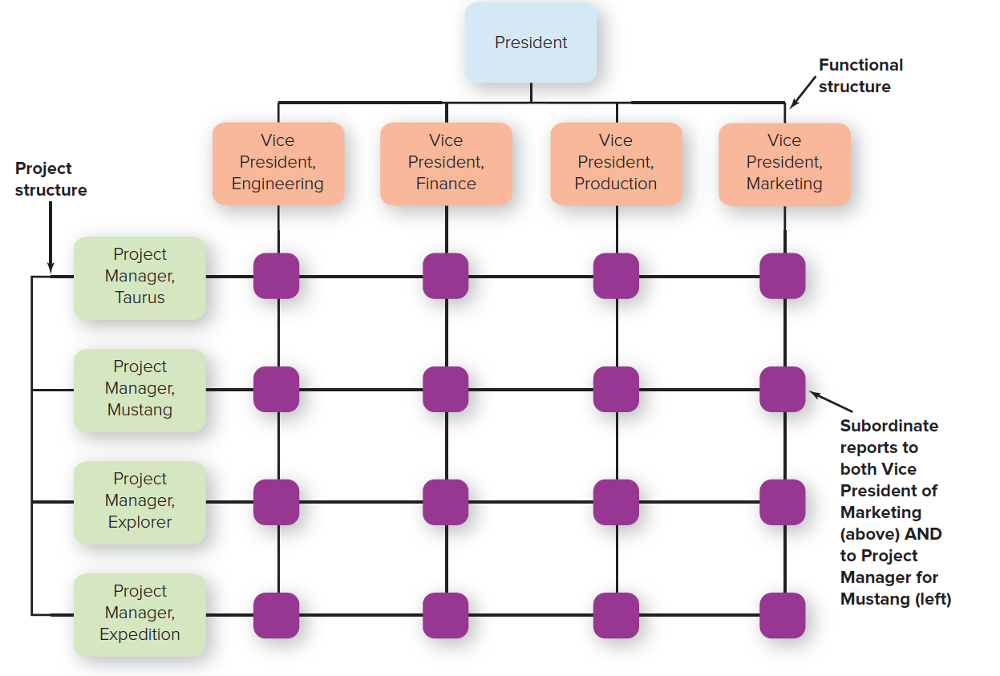 President
Functional
structure
Vice
President,
Engineering
Vice
President,
Finance
Vice
President,
Production
Vice
President,
Marketing
Project
structure
Project
Manager,
Taurus
Project
Manager,
Mustang
Project
Manager,
Explorer
Project
Manager,
Expedition
Subordinate
reports to
both Vice
President of
Marketing
(above) AND
to Project
Manager for
Mustang (left)